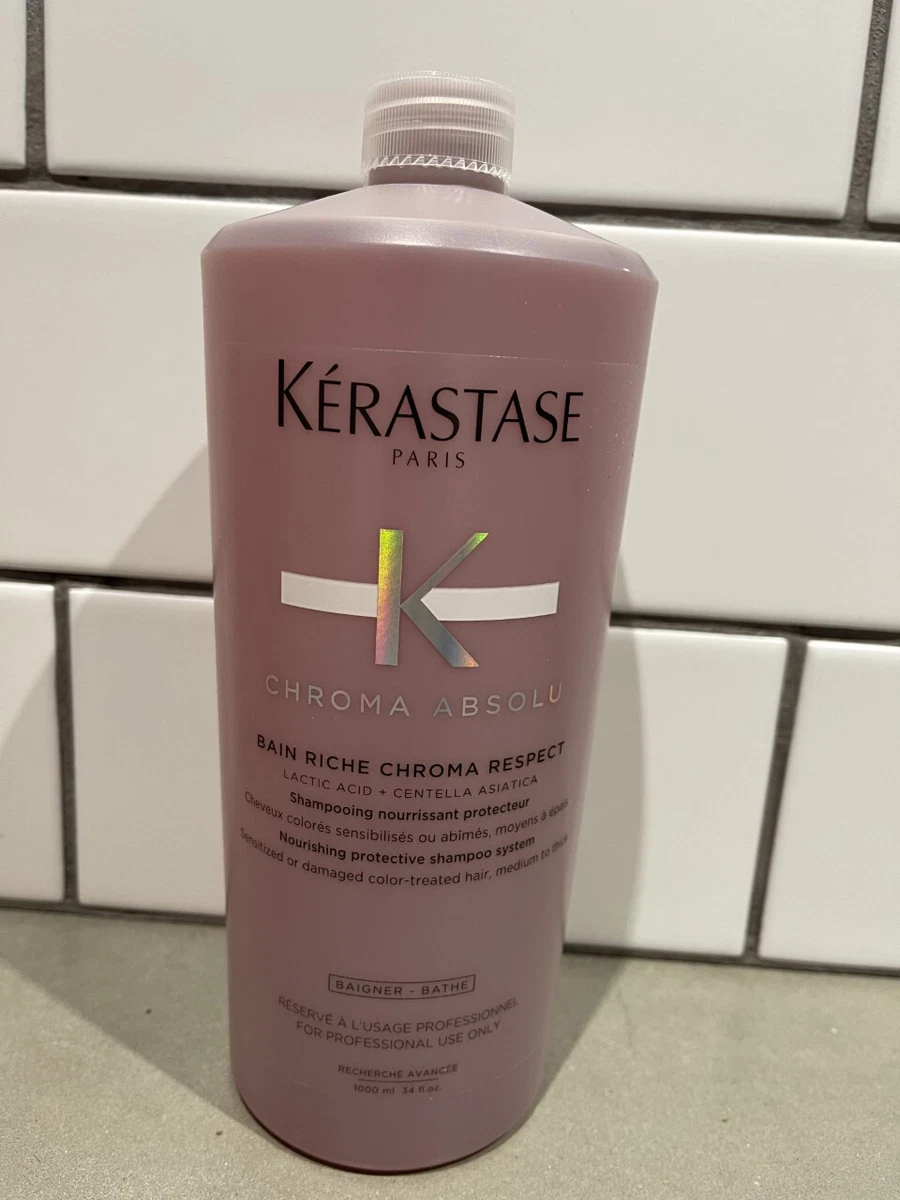 KÉRASTASE
PARIS
K
CHROMA ABSOLU
BAIN RICHE CHROMA RESPECT
LACTIC ACID + CENTELLA ASIATICA
Shampooing nourrissant protecteur
Cheveux colorés sensibilisés ou abîmés, moyens à épais
Nourishing protective shampoo system
Sensitized or damaged color-treated hair, medium to thick
BAIGNER - BATHE
RÉSERVÉ À L'USAGE PROFESSIONNEL
FOR PROFESSIONAL USE ONLY
RECHERCHE AVANCÉE
1000 ml 34 fl.oz.